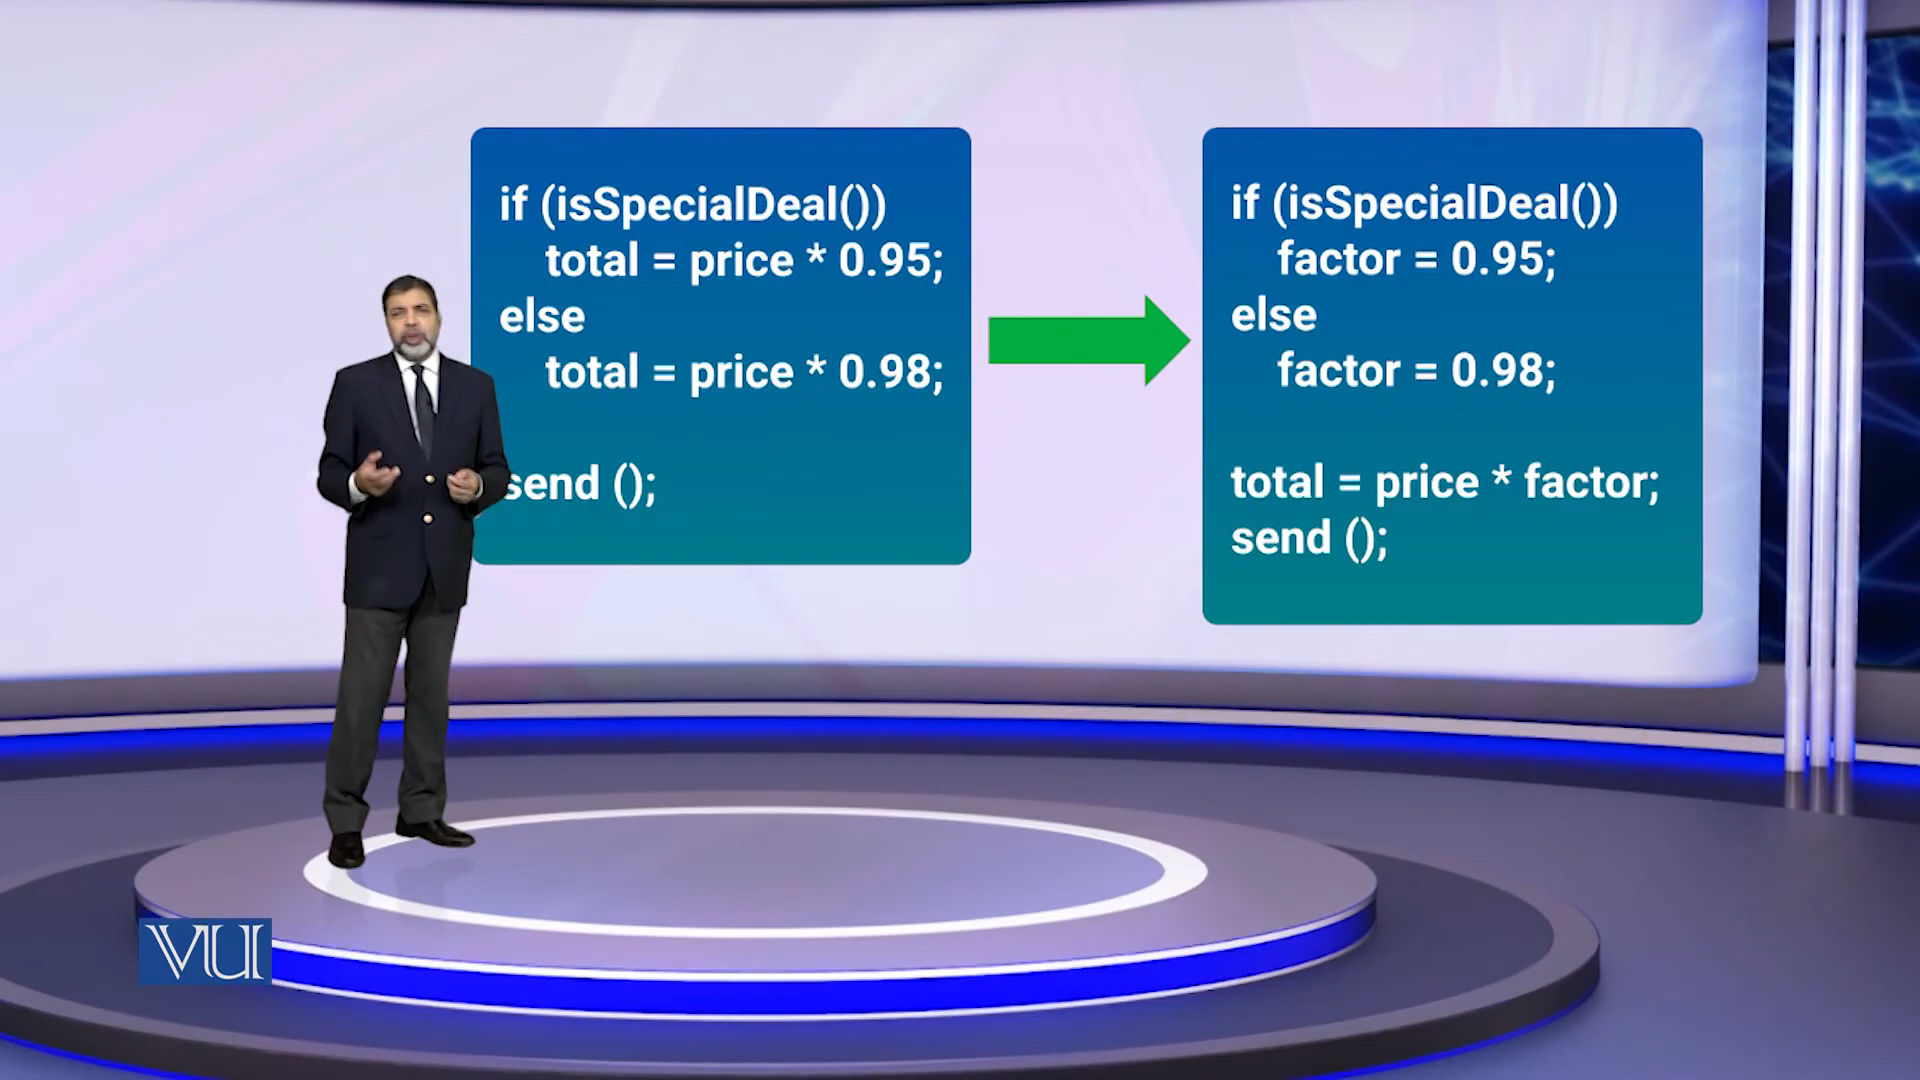 if (isSpecialDeal())
total = price * 0.95;
else
total = price * 0.98;
send ();
if (isSpecialDeal())
factor = 0.95;
else
factor = 0.98;
total = price * factor;
send ();
VU